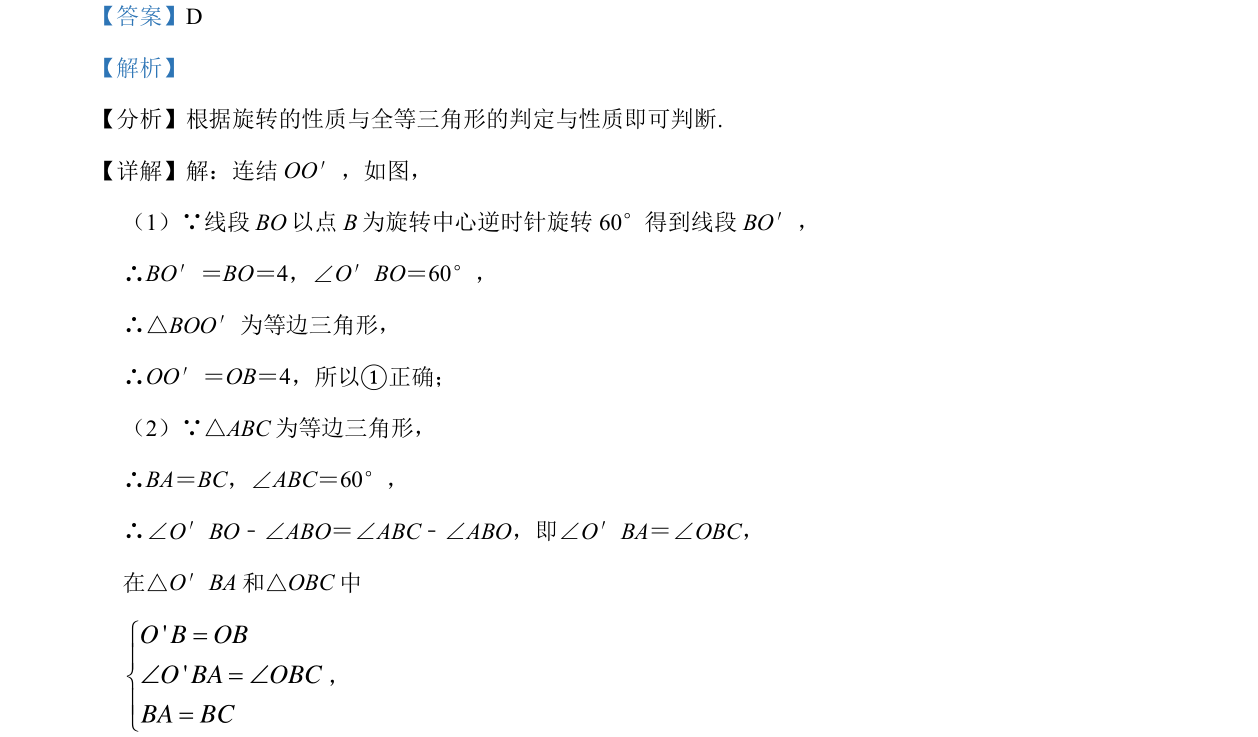 【答案】D
【解析】
【分析】根据旋转的性质与全等三角形的判定与性质即可判断.
【详解】解：连结 OO′，如图，
（1）∵线段 BO 以点 B 为旋转中心逆时针旋转 60°得到线段 BO′，
∴BO′＝BO＝4，∠O′BO＝60°，
∴△BOO′为等边三角形，
∴OO′＝OB＝4，所以①正确；
（2）∵△ABC 为等边三角形，
∴BA＝BC，∠ABC＝60°，
∴∠O′BO﹣∠ABO＝∠ABC﹣∠ABO，即∠O′BA＝∠OBC，
在△O′BA 和△OBC 中
O'B = OB
∠O'BA = ∠OBC，
BA = BC